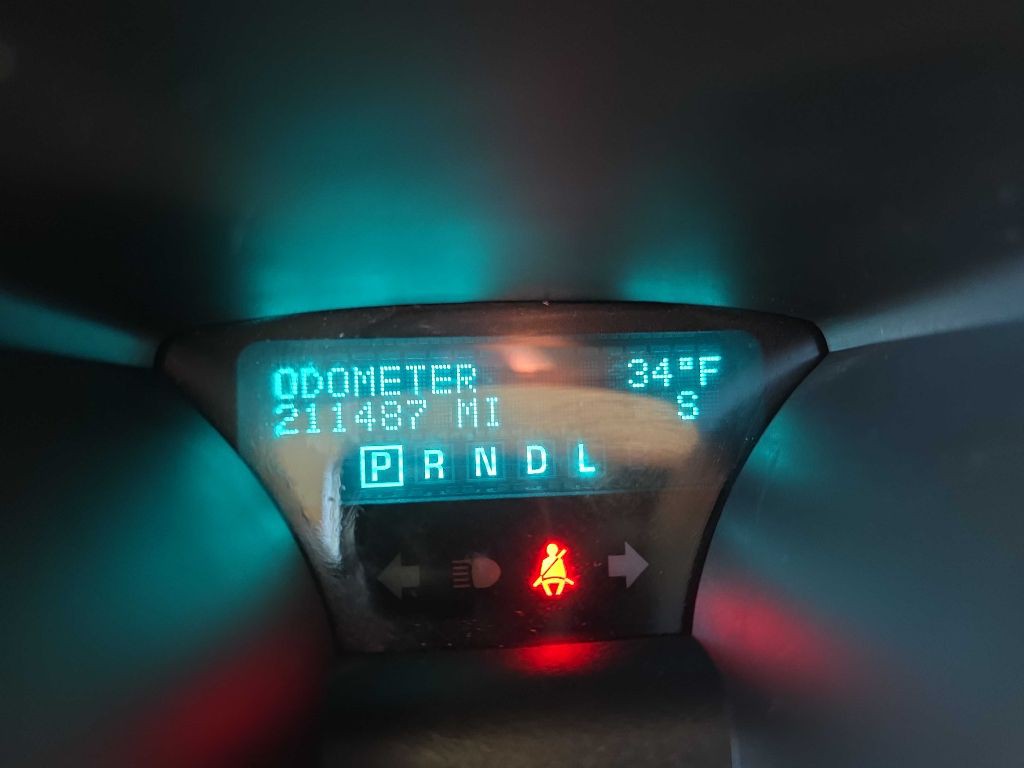 ODOMETER 34°F
211487 MI S
P R N D L